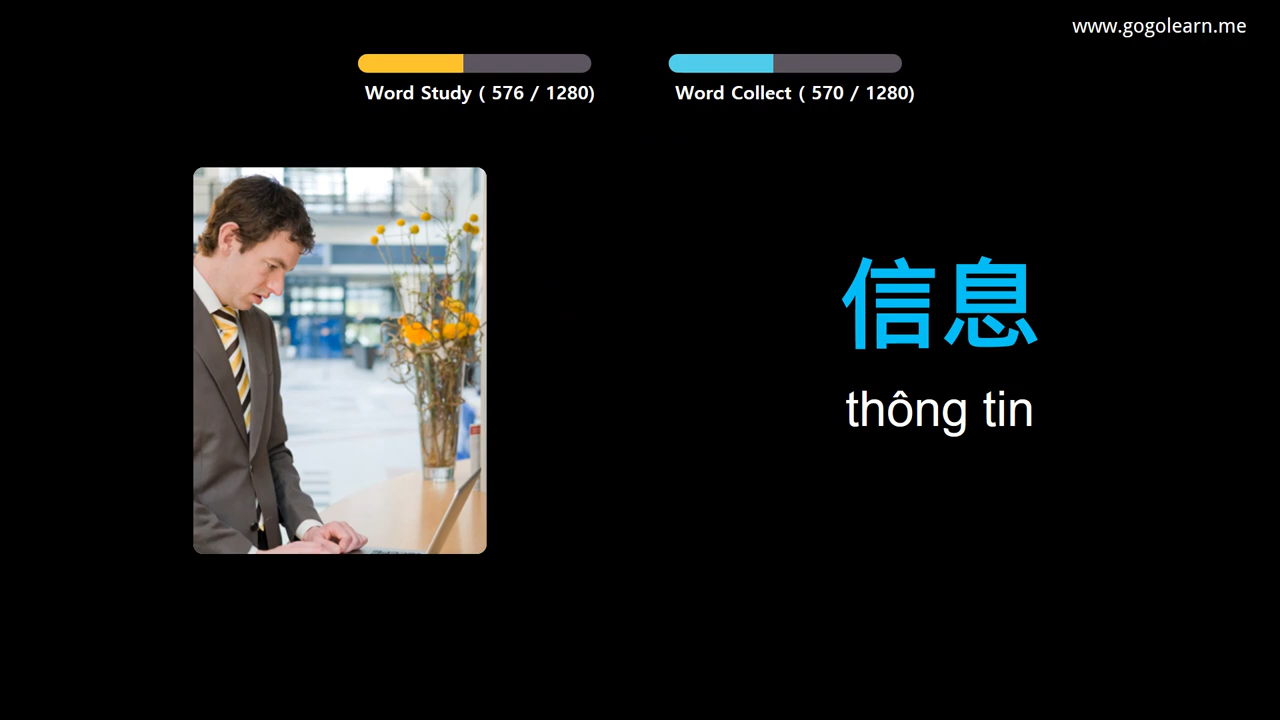 www.gogolearn.me
Word Study ( 576 / 1280)
Word Collect ( 570 / 1280)
信息
thông tin